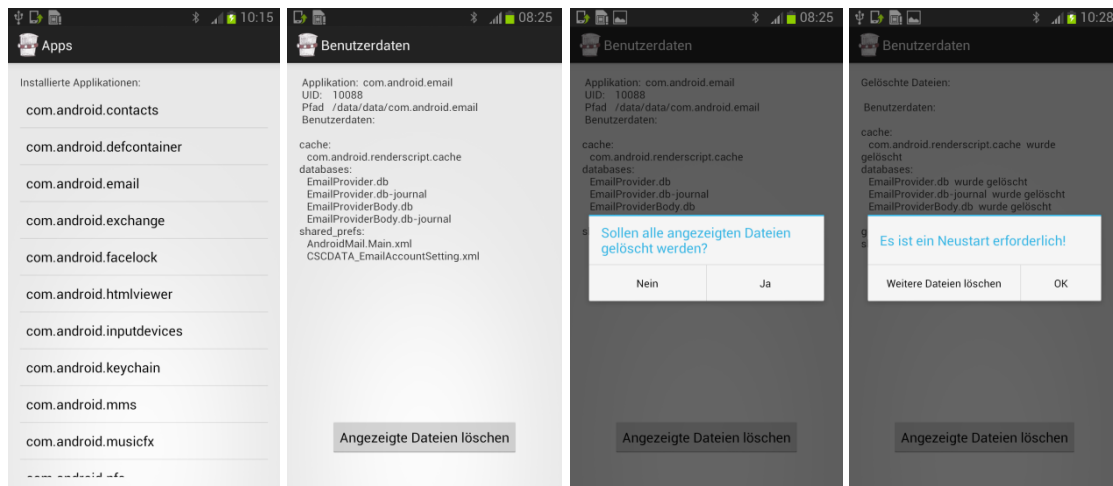 10:15
Apps
Installierte Applikationen:
com.android.contacts
com.android.defcontainer
com.android.email
com.android.exchange
com.android.facelock
com.android.htmlviewer
com.android.inputdevices
com.android.keychain
com.android.mms
com.android.musicfx
08:25
Benutzerdaten
Applikation: com.android.email
UID: 10088
Pfad /data/data/com.android.email
Benutzerdaten:
cache:
com.android.renderscript.cache
databases:
EmailProvider.db
EmailProvider.db-journal
EmailProviderBody.db
EmailProviderBody.db-journal
shared_prefs:
AndroidMail.Main.xml
CSCDATA_EmailAccountSetting.xml
Angezeigte Dateien löschen
08:25
Benutzerdaten
Applikation: com.android.email
UID: 10088
Pfad /data/data/com.android.email
Benutzerdaten:
cache:
com.android.renderscript.cache
databases:
EmailProvider.db
EmailProvider.db-journal
EmailProviderBody.db
Sollen alle angezeigten Dateien
gelöscht werden?
Nein Ja
Angezeigte Dateien löschen
10:28
Benutzerdaten
Gelöschte Dateien:
Benutzerdaten:
cache:
com.android.renderscript.cache wurde
gelöscht
databases:
EmailProvider.db wurde gelöscht
EmailProvider.db-journal wurde gelöscht
EmailProviderBody.db wurde gelöscht
Es ist ein Neustart erforderlich!
Weitere Dateien löschen OK
Angezeigte Dateien löschen